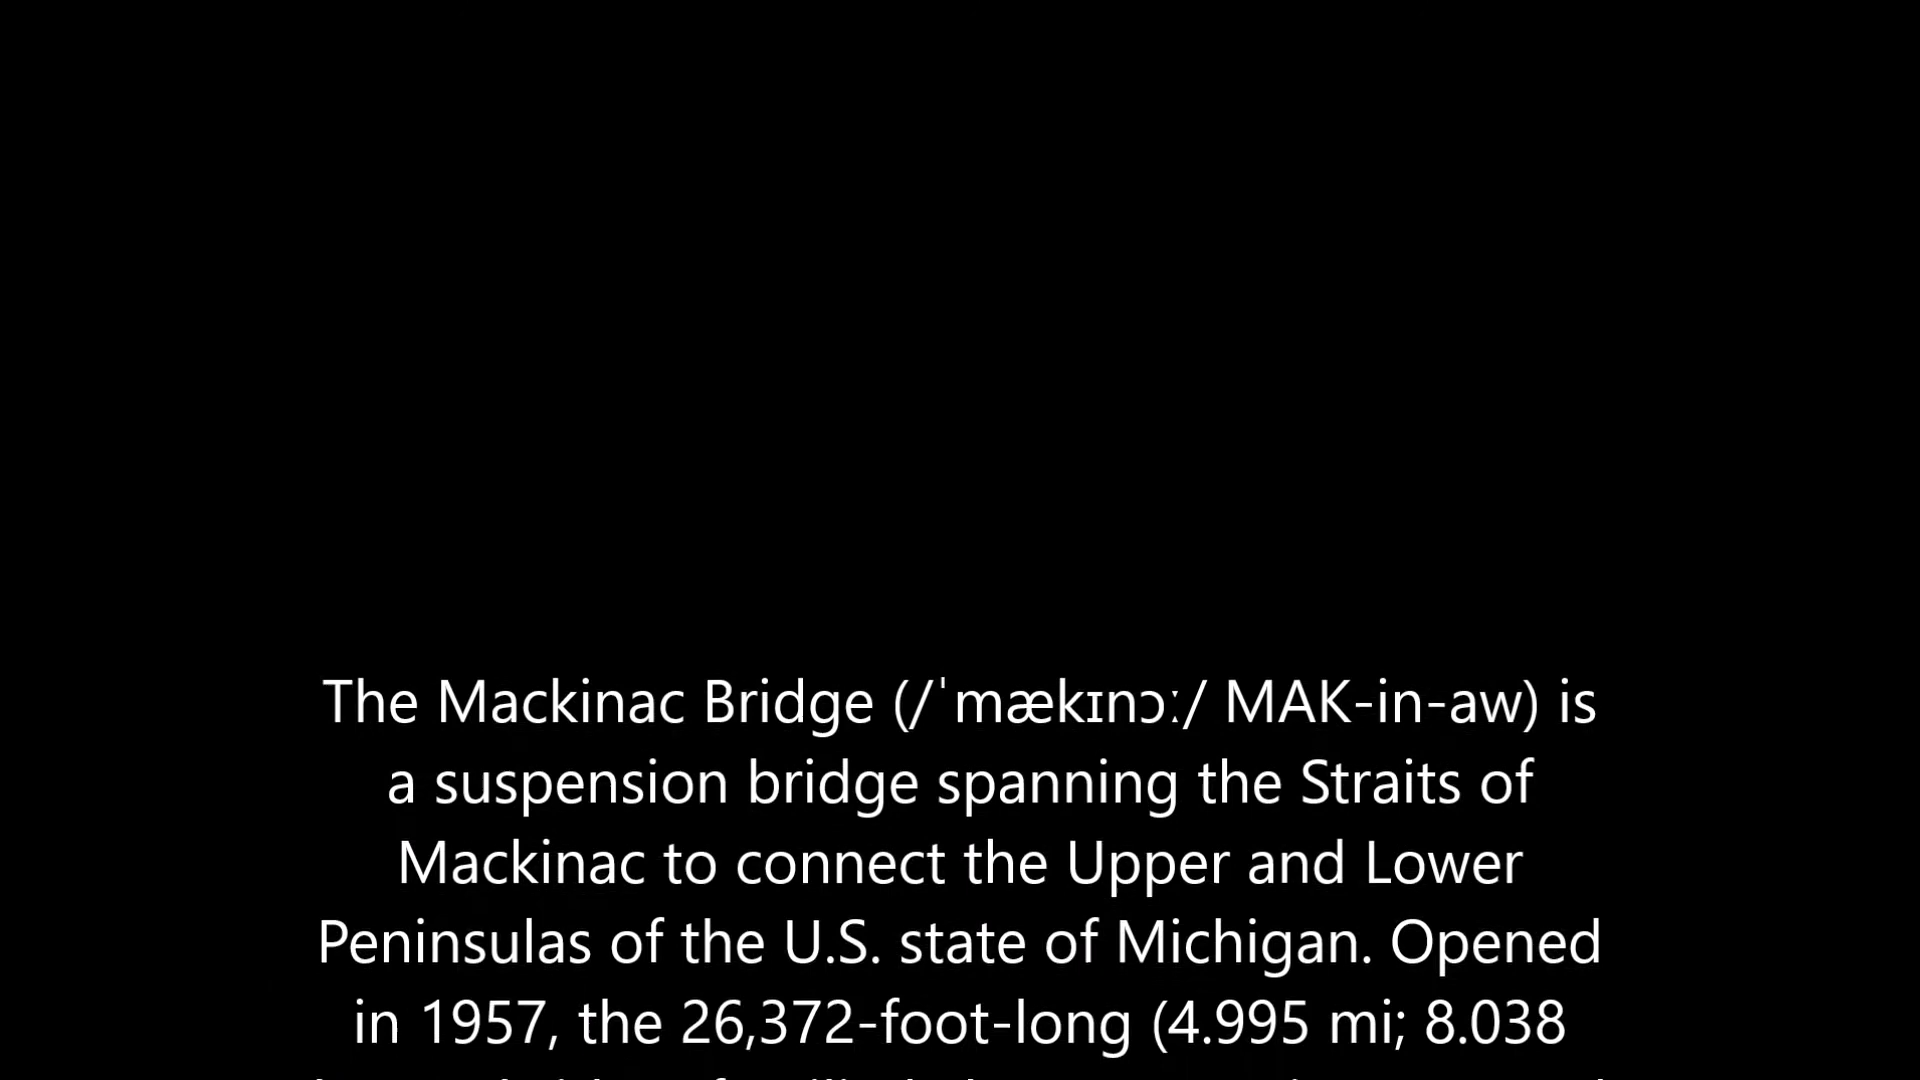 The Mackinac Bridge (/ˈmækɪnɔː/ MAK-in-aw) is
a suspension bridge spanning the Straits of
Mackinac to connect the Upper and Lower
Peninsulas of the U.S. state of Michigan. Opened
in 1957, the 26,372-foot-long (4.995 mi; 8.038